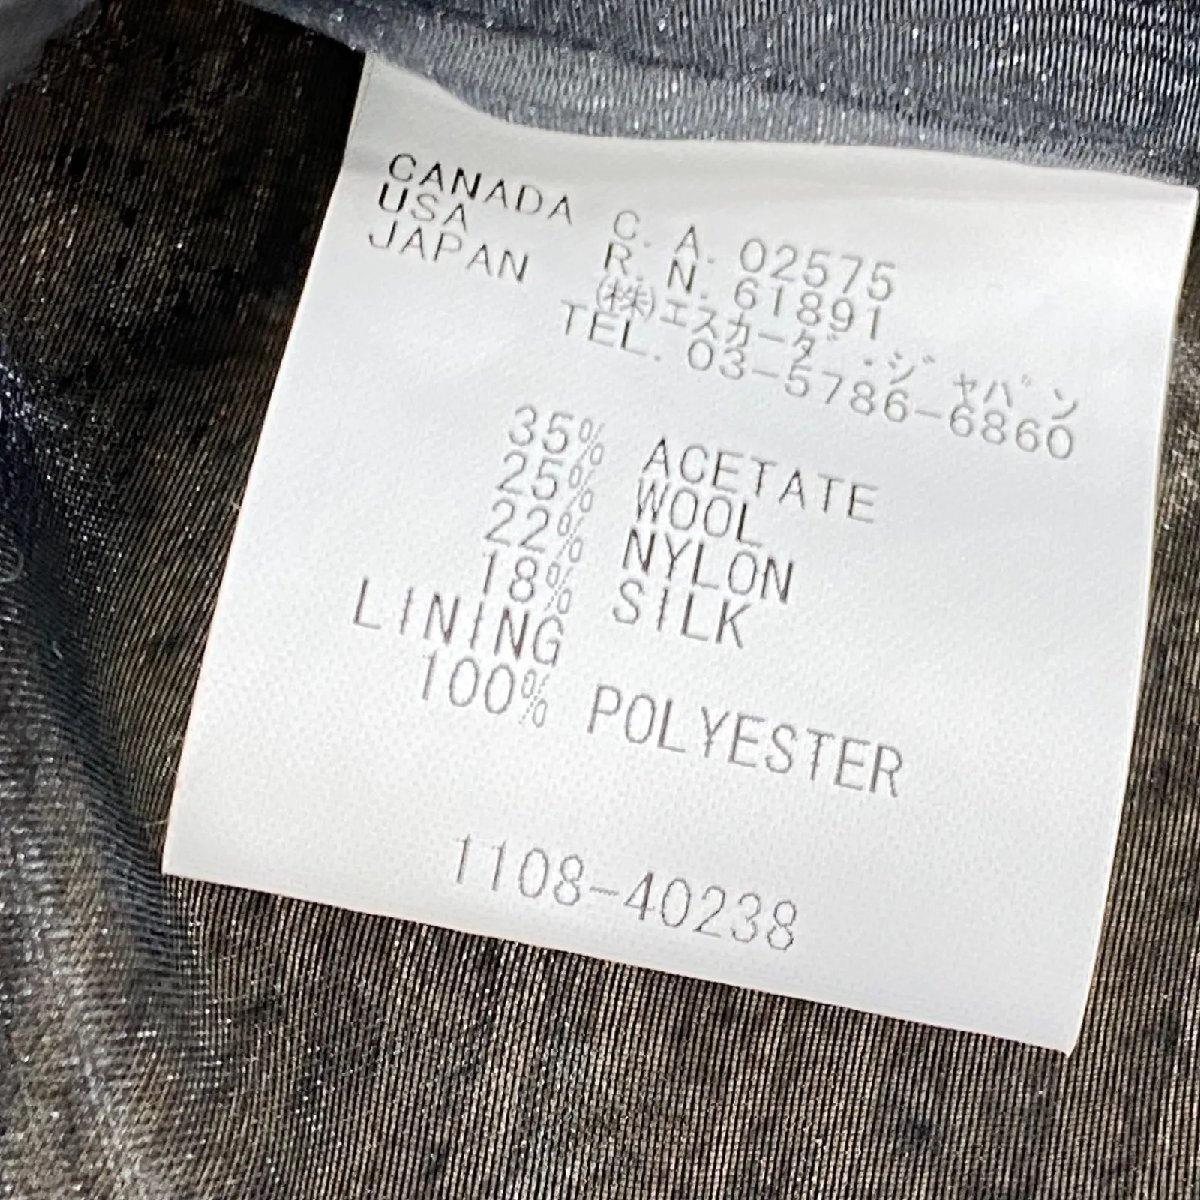 CANADA C.A. 02575
USA R.N. 61891
JAPAN (株)エスカーダ・ジャパン
TEL. 03-5786-6860
35% ACETATE
25% WOOL
22% NYLON
18% SILK
LINING
100% POLYESTER
1108-40238